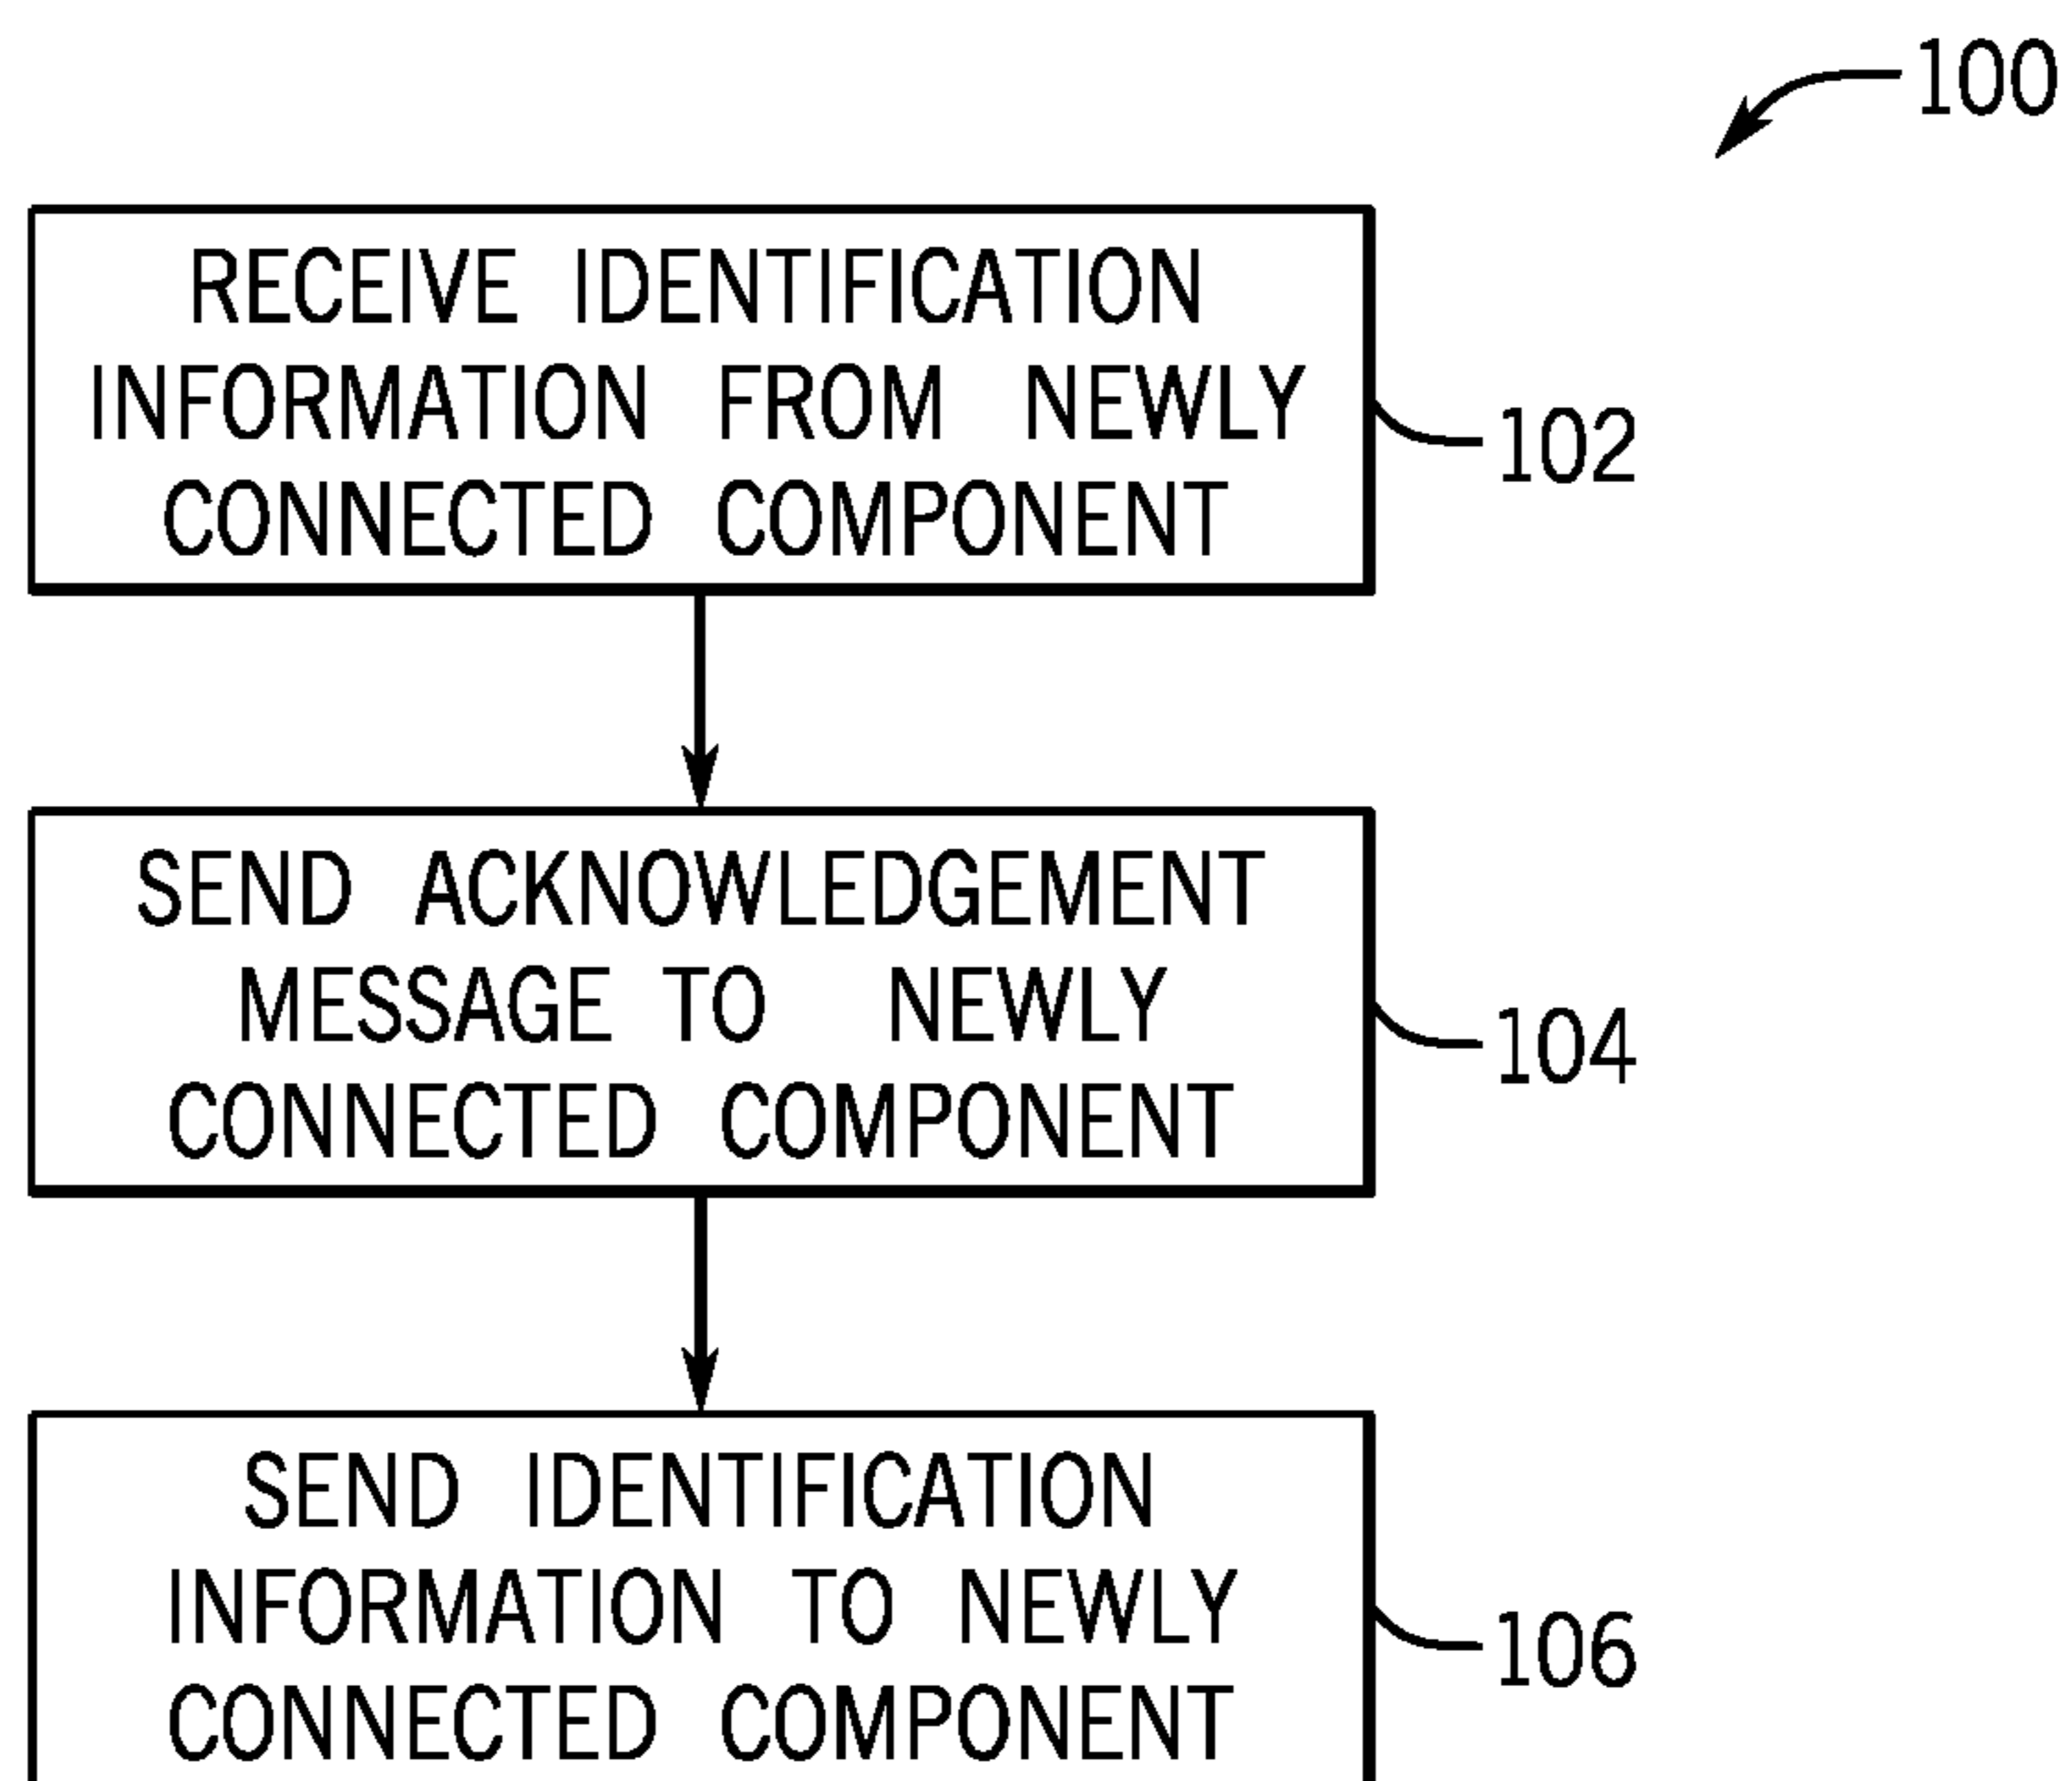 100
RECEIVE IDENTIFICATION
INFORMATION FROM NEWLY
CONNECTED COMPONENT
102
SEND ACKNOWLEDGEMENT
MESSAGE TO NEWLY
CONNECTED COMPONENT
104
SEND IDENTIFICATION
INFORMATION TO NEWLY
CONNECTED COMPONENT
106